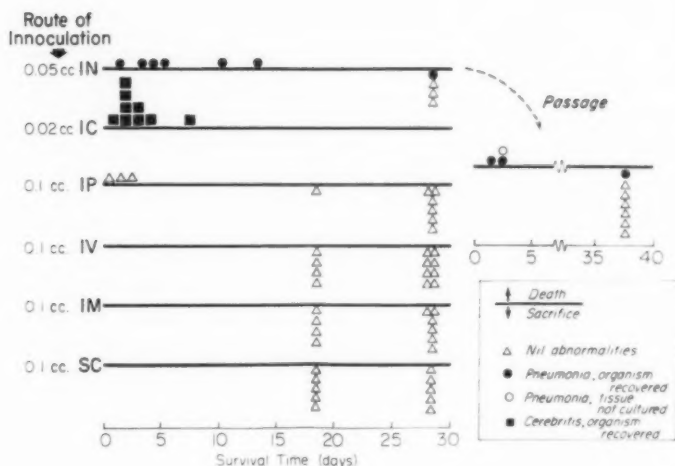 Route of
Innoculation
0.05cc IN
0.02cc IC
0.1 cc. IP
0.1 cc. IV
0.1 cc. IM
0.1 cc. SC
0 5 10 15 20 25 30
Survival Time (days)
Passage
0 5 35 40
Death
Sacrifice
Nil abnormalities
Pneumonia, organism
recovered
Pneumonia, tissue
not cultured
Cerebritis, organism
recovered